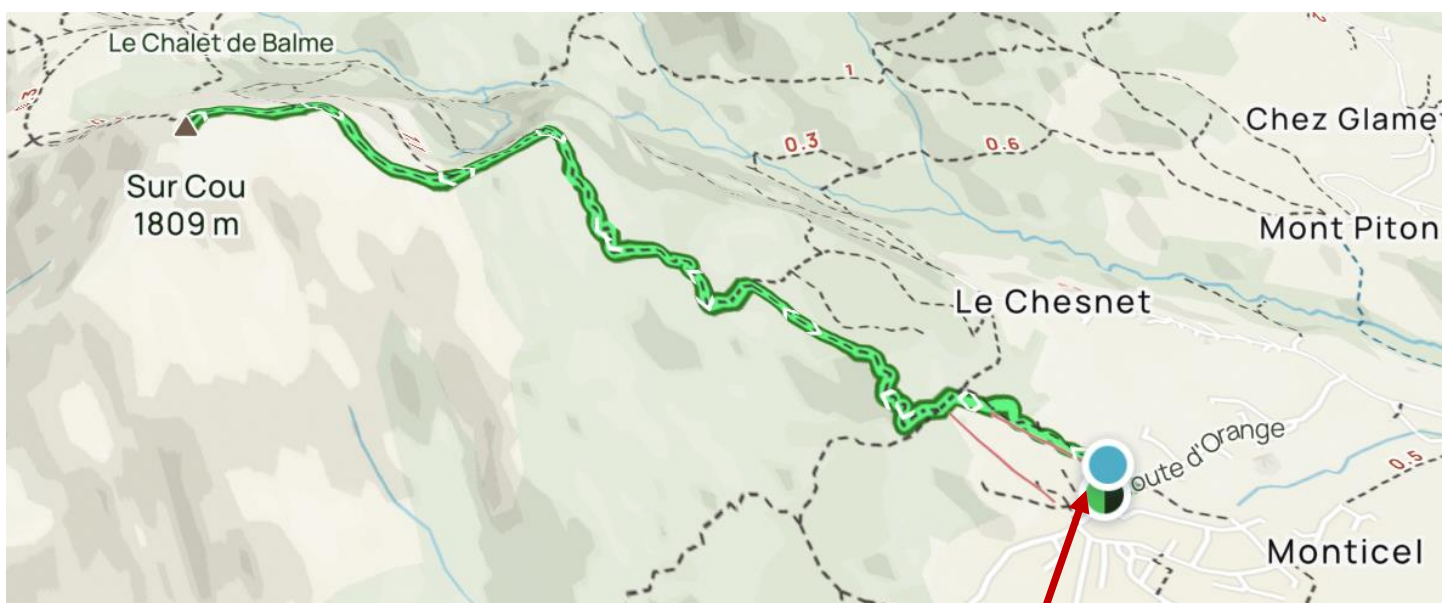 Le Chalet de Balme
1
Chez Glame
0.3
0.6
Sur Cou
1809 m
Mont Piton
Le Chesnet
oute d'Orange
0.5
Monticel